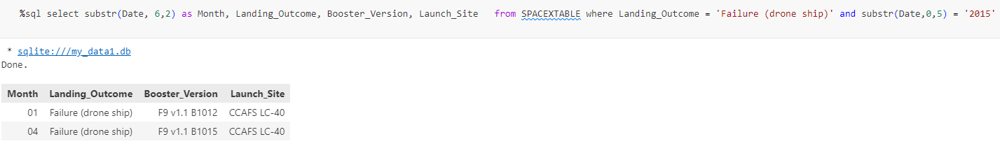 %sql select substr(Date, 6,2) as Month, Landing_Outcome, Booster_Version, Launch_Site   from SPACEXTABLE where Landing_Outcome = 'Failure (drone ship)' and substr(Date,0,5) = '2015'
* sqlite:///my_data1.db
Done.
Month Landing_Outcome Booster_Version Launch_Site
01 Failure (drone ship) F9 v1.1 B1012 CCAFS LC-40
04 Failure (drone ship) F9 v1.1 B1015 CCAFS LC-40